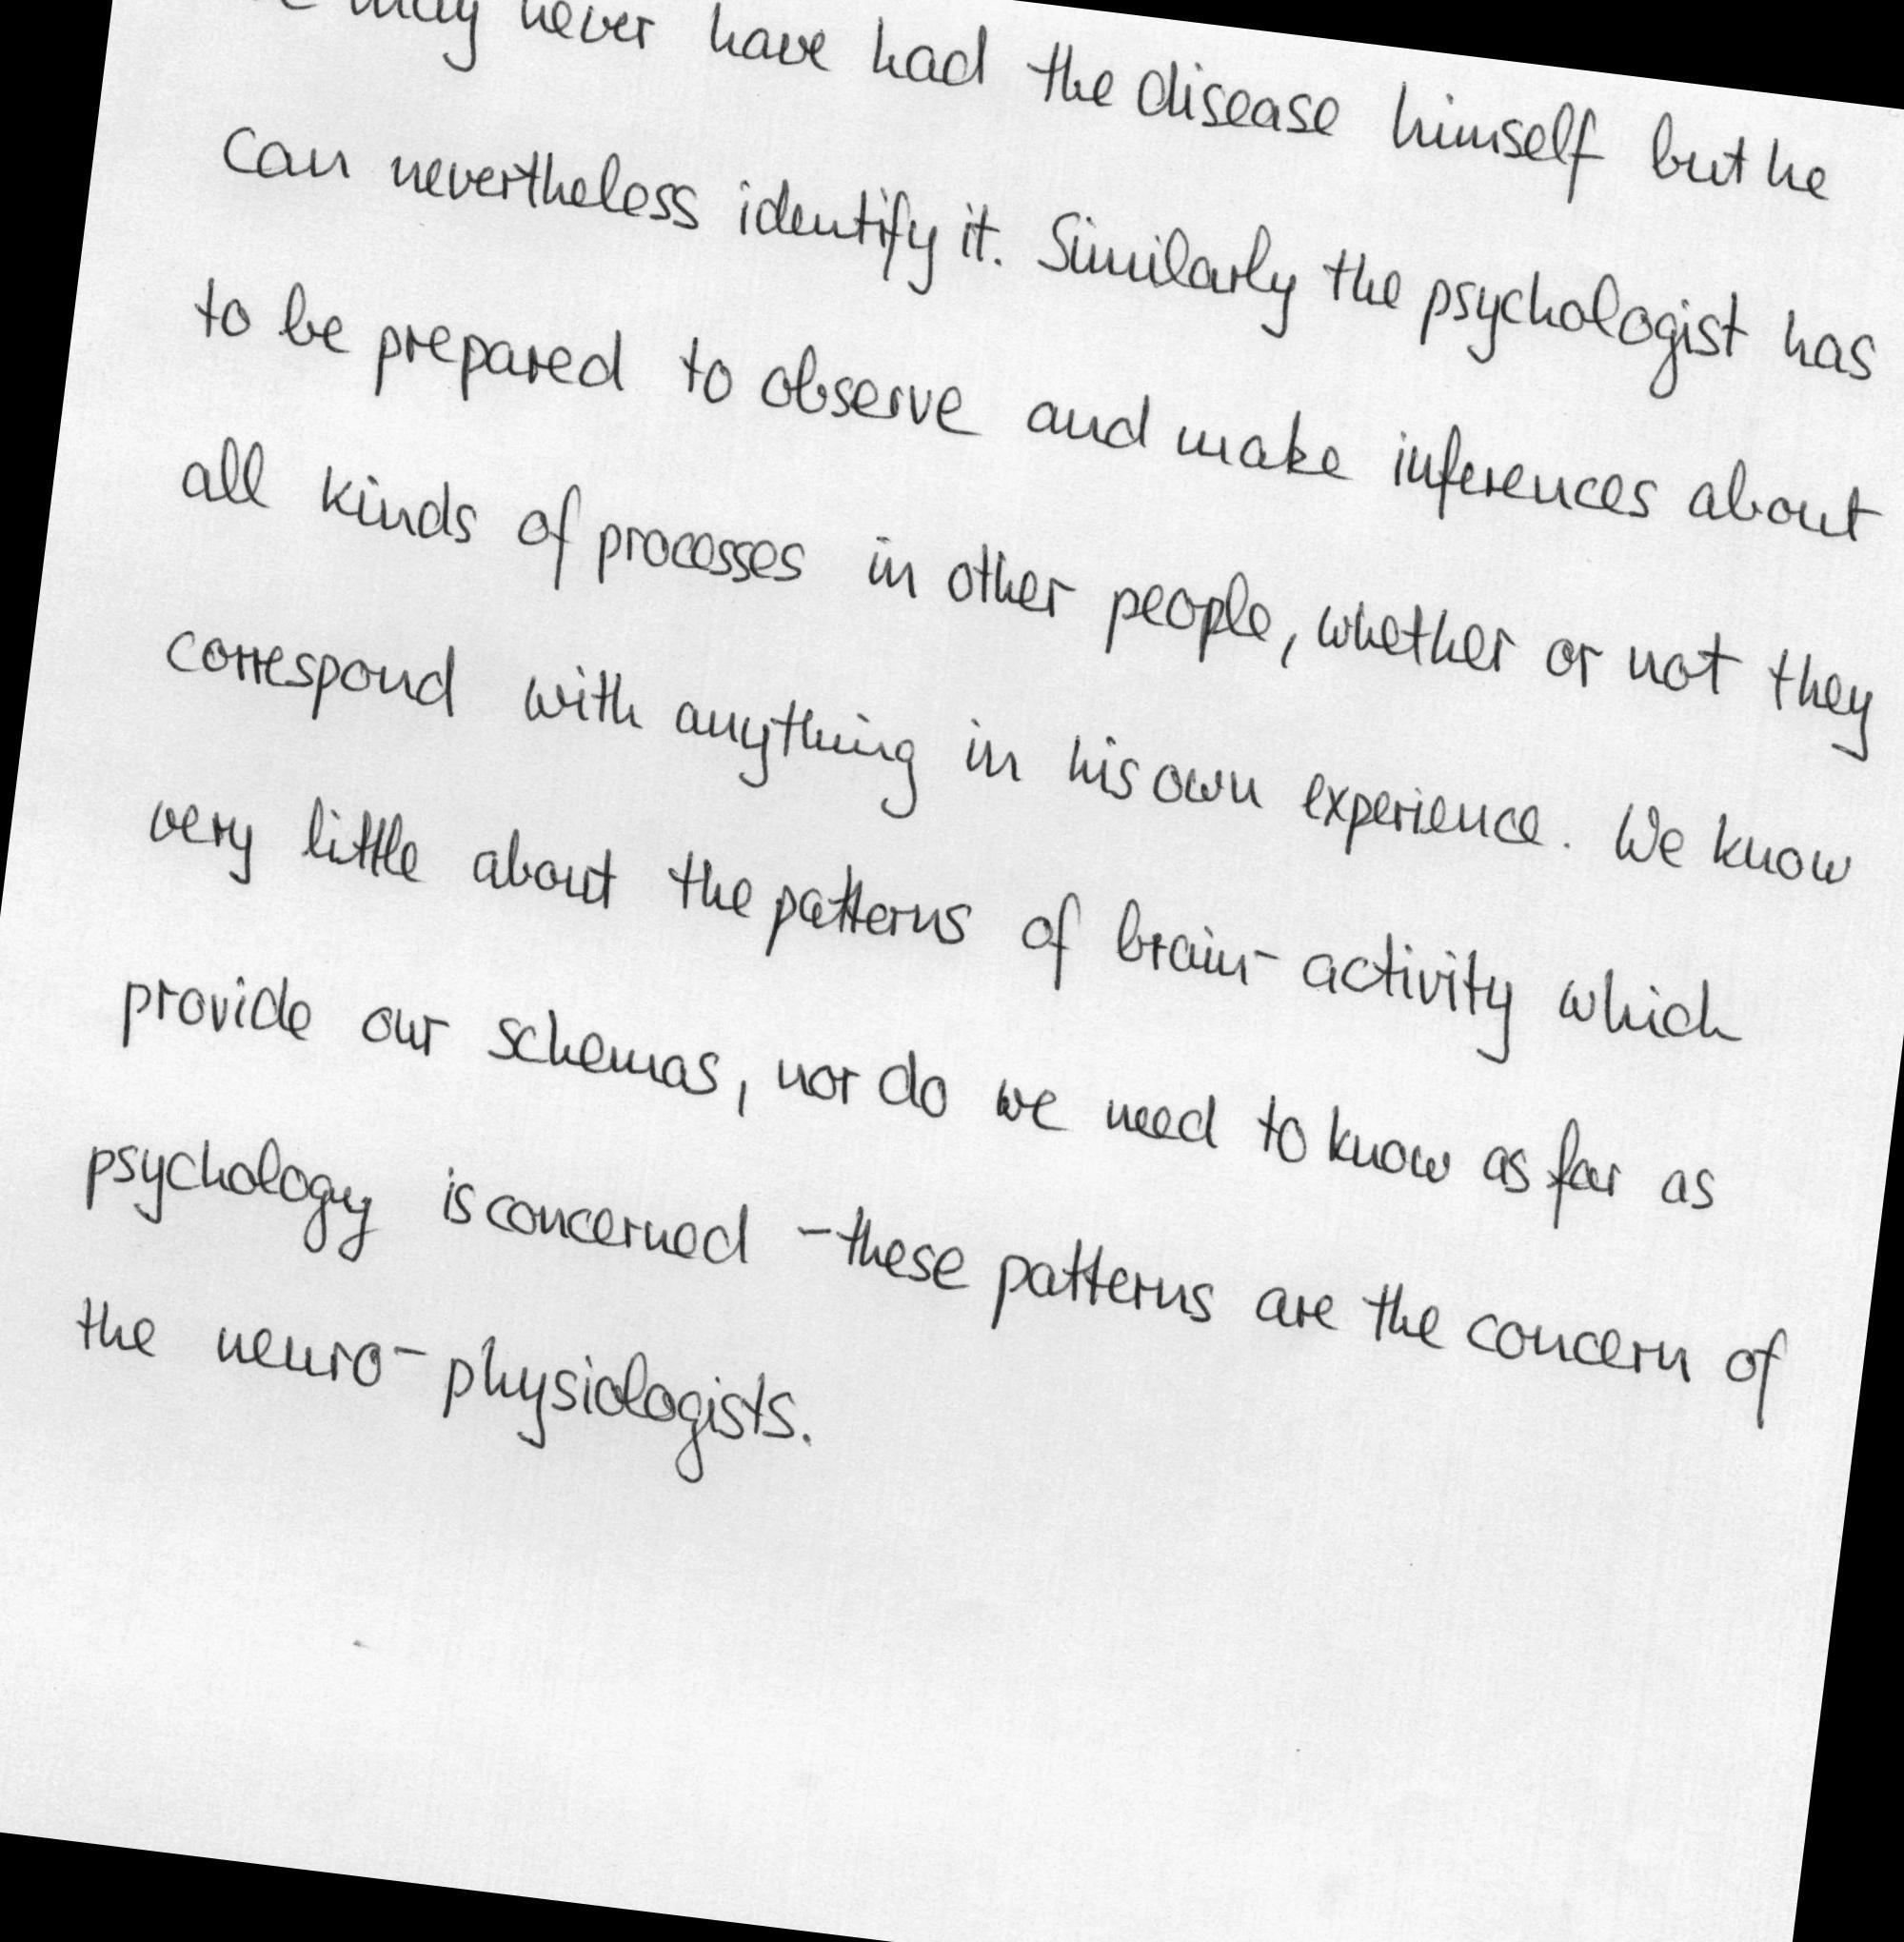 may never have had the disease himself but he
can nevertheless identify it. Similarly the psychologist has
to be prepared to observe and make inferences about
all kinds of processes in other people, whether or not they
correspond with anything in his own experience. We know
very little about the patterns of brain-activity which
provide our schemas, nor do we need to know as far as
psychology is concerned - these patterns are the concern of
the neuro-physiologists.